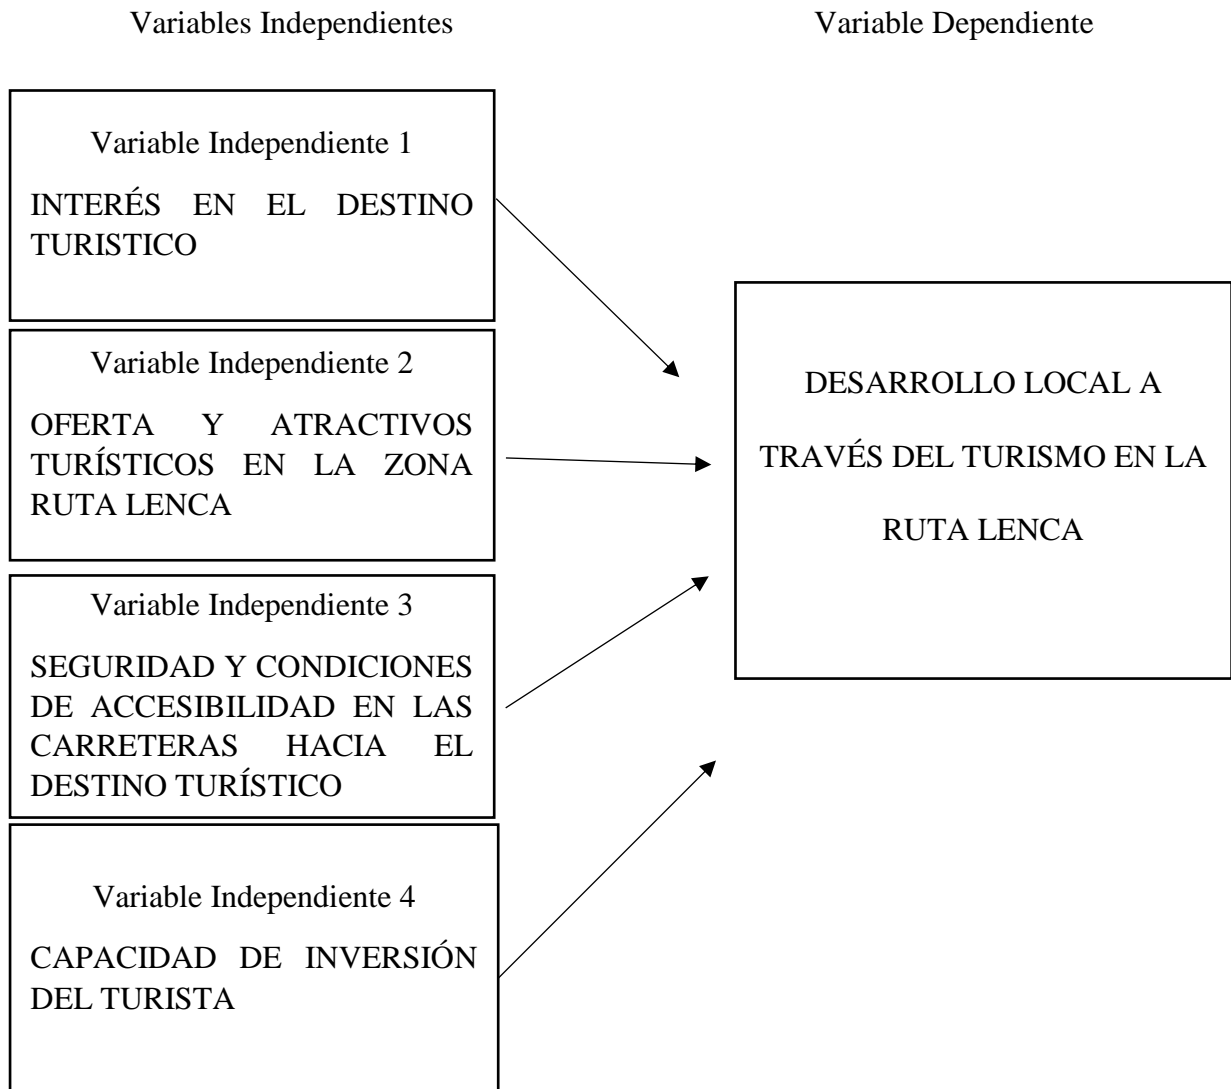 Variables Independientes
Variable Dependiente
Variable Independiente 1
INTERÉS EN EL DESTINO
TURISTICO
Variable Independiente 2
OFERTA Y ATRACTIVOS
TURÍSTICOS EN LA ZONA
RUTA LENCA
Variable Independiente 3
SEGURIDAD Y CONDICIONES
DE ACCESIBILIDAD EN LAS
CARRETERAS HACIA EL
DESTINO TURÍSTICO
Variable Independiente 4
CAPACIDAD DE INVERSIÓN
DEL TURISTA
DESARROLLO LOCAL A
TRAVÉS DEL TURISMO EN LA
RUTA LENCA